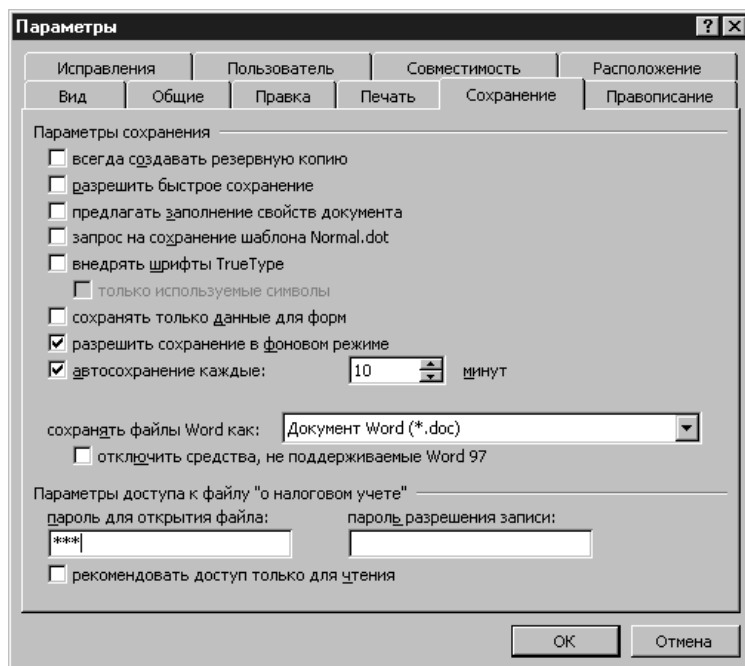 Параметры
Исправления Пользователь Совместимость Расположение
Вид Общие Правка Печать Сохранение Правописание
Параметры сохранения
всегда создавать резервную копию
разрешить быстрое сохранение
предлагать заполнение свойств документа
запрос на сохранение шаблона Normal.dot
внедрять шрифты TrueType
только используемые символы
сохранять только данные для форм
разрешить сохранение в фоновом режиме
автосохранение каждые: 10 минут
сохранять файлы Word как: Документ Word (*.doc)
отключить средства, не поддерживаемые Word 97
Параметры доступа к файлу "о налоговом учете"
пароль для открытия файла: пароль разрешения записи:
***
рекомендовать доступ только для чтения
OK Отмена